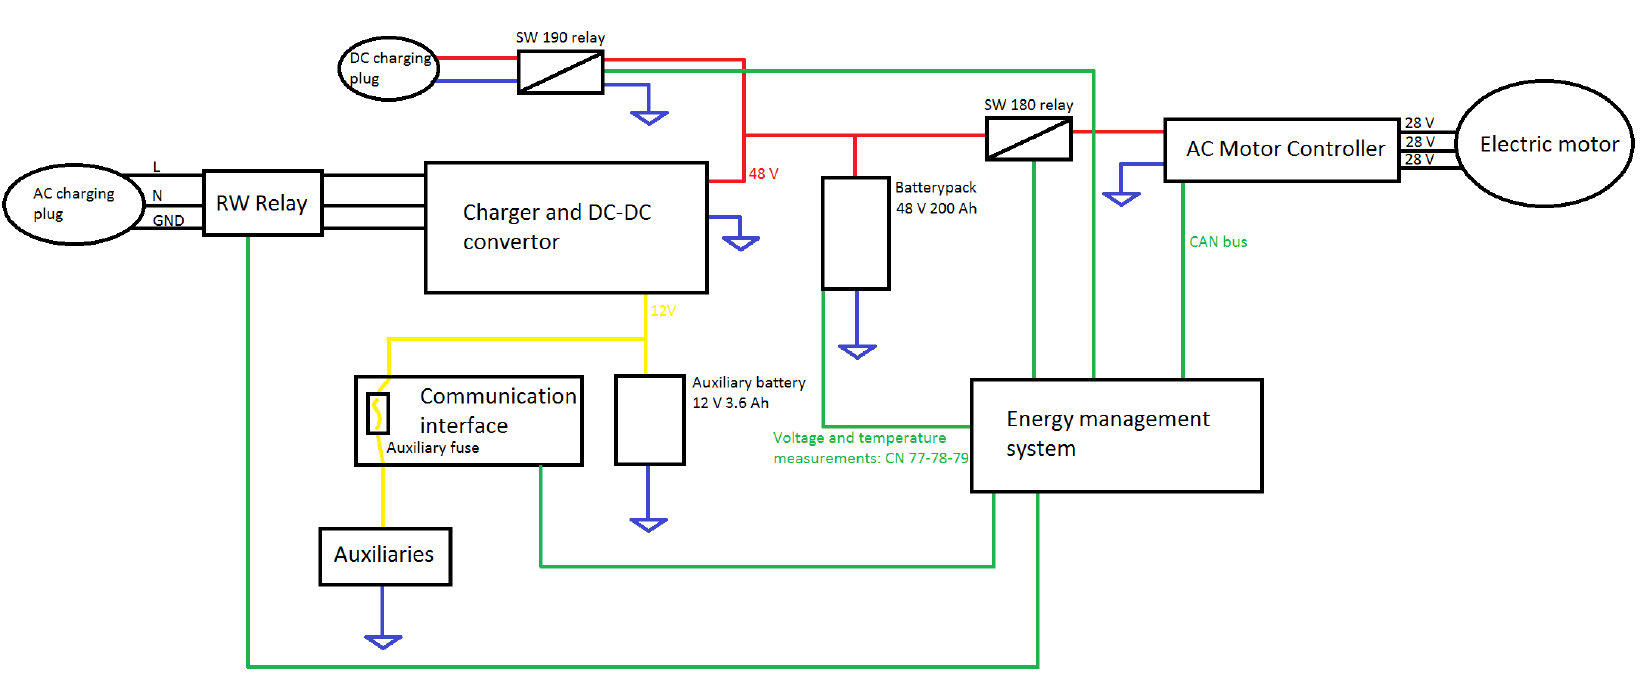 SW 190 relay
DC charging
plug
SW 180 relay
28 V
28 V
28 V
AC Motor Controller
Electric motor
L
N
GND
AC charging
plug
RW Relay
48 V
Charger and DC-DC
convertor
Batterypack
48 V 200 Ah
CAN bus
12V
Communication
interface
Auxiliary fuse
Auxiliary battery
12 V 3.6 Ah
Energy management
system
Voltage and temperature
measurements: CN 77-78-79
Auxiliaries